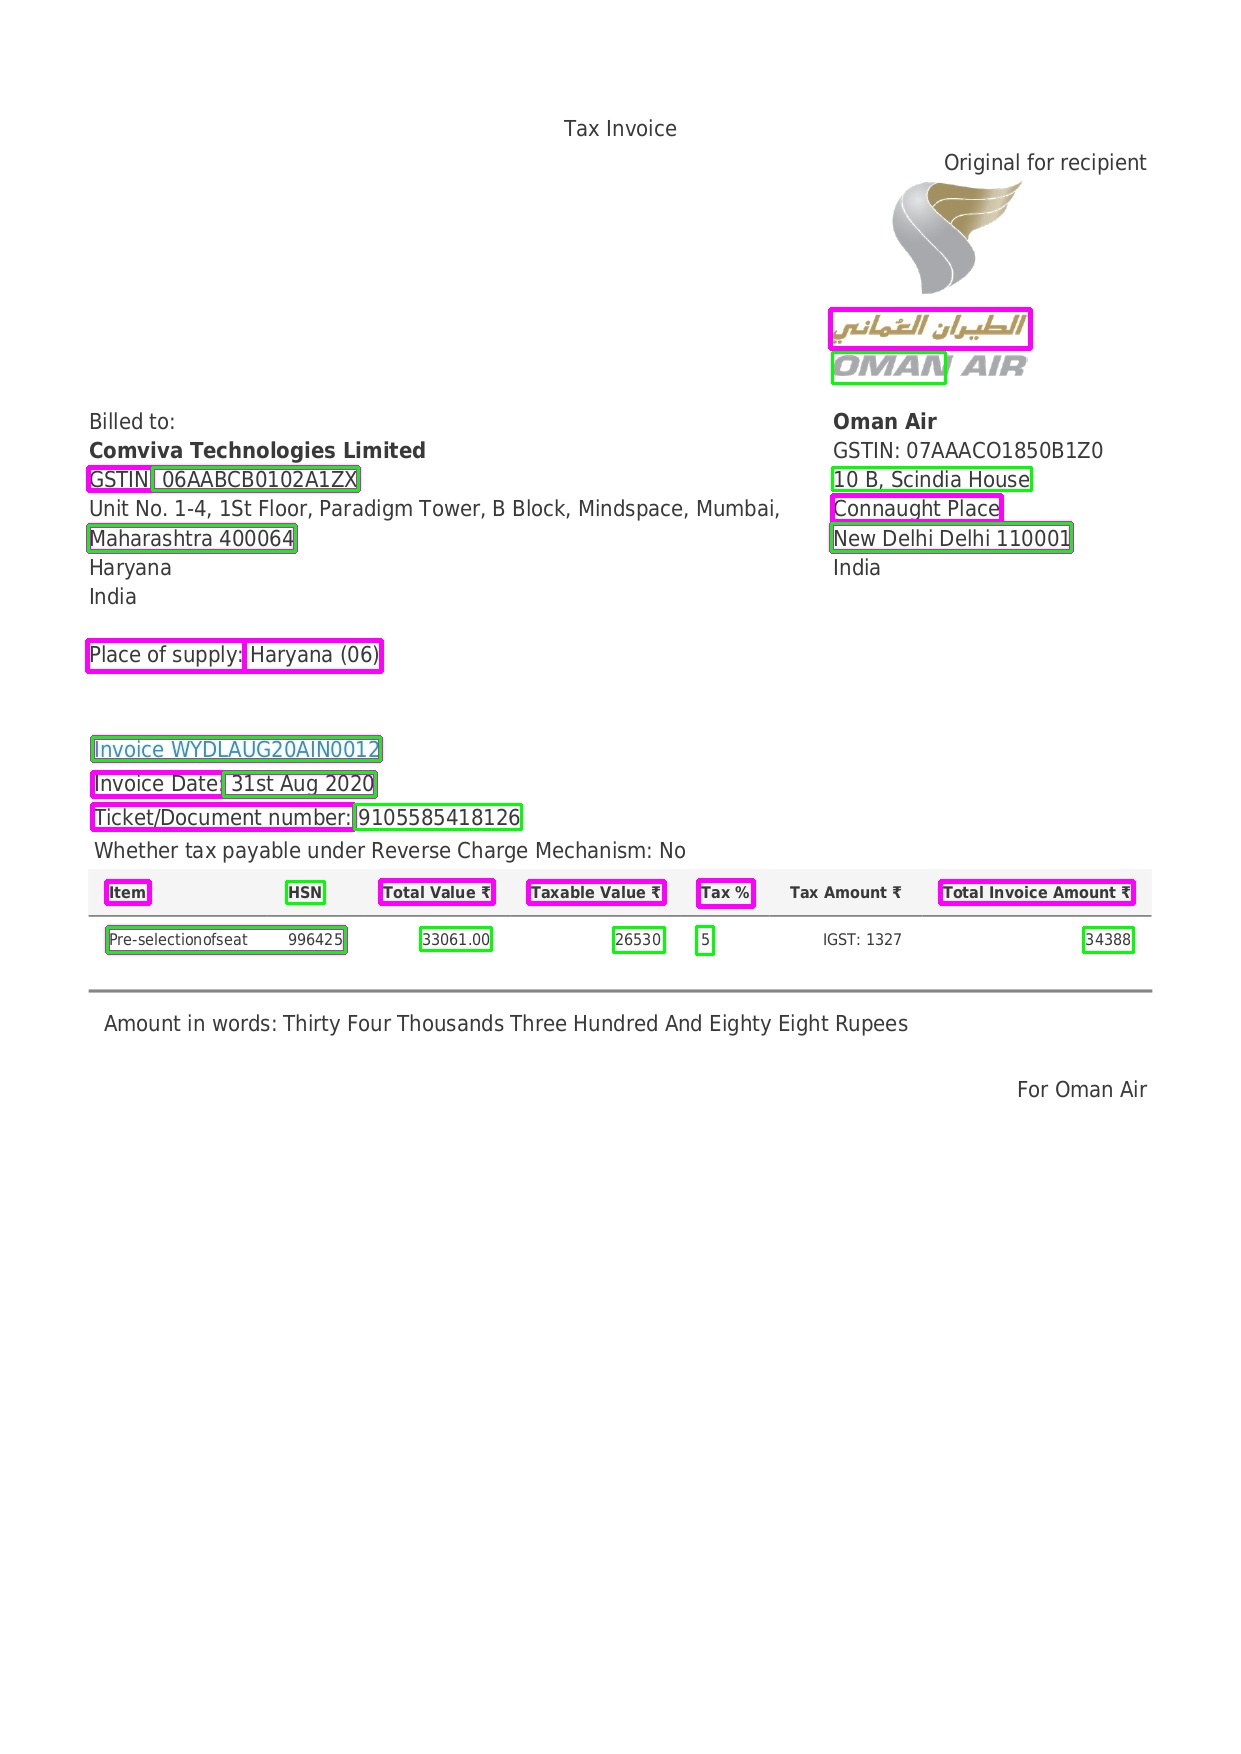 Tax Invoice
Original for recipient
الطيران العُماني
OMAN AIR
Billed to:
Comviva Technologies Limited
GSTIN: 06AABCB0102A1ZX
Unit No. 1-4, 1St Floor, Paradigm Tower, B Block, Mindspace, Mumbai,
Maharashtra 400064
Haryana
India
Oman Air
GSTIN: 07AAACO1850B1Z0
10 B, Scindia House
Connaught Place
New Delhi Delhi 110001
India
Place of supply: Haryana (06)
Invoice WYDLAUG20AIN0012
Invoice Date: 31st Aug 2020
Ticket/Document number: 9105585418126
Whether tax payable under Reverse Charge Mechanism: No
Item HSN Total Value ₹ Taxable Value ₹ Tax % Tax Amount ₹ Total Invoice Amount ₹
Pre-selectionofseat 996425 33061.00 26530 5 IGST: 1327 34388
Amount in words: Thirty Four Thousands Three Hundred And Eighty Eight Rupees
For Oman Air